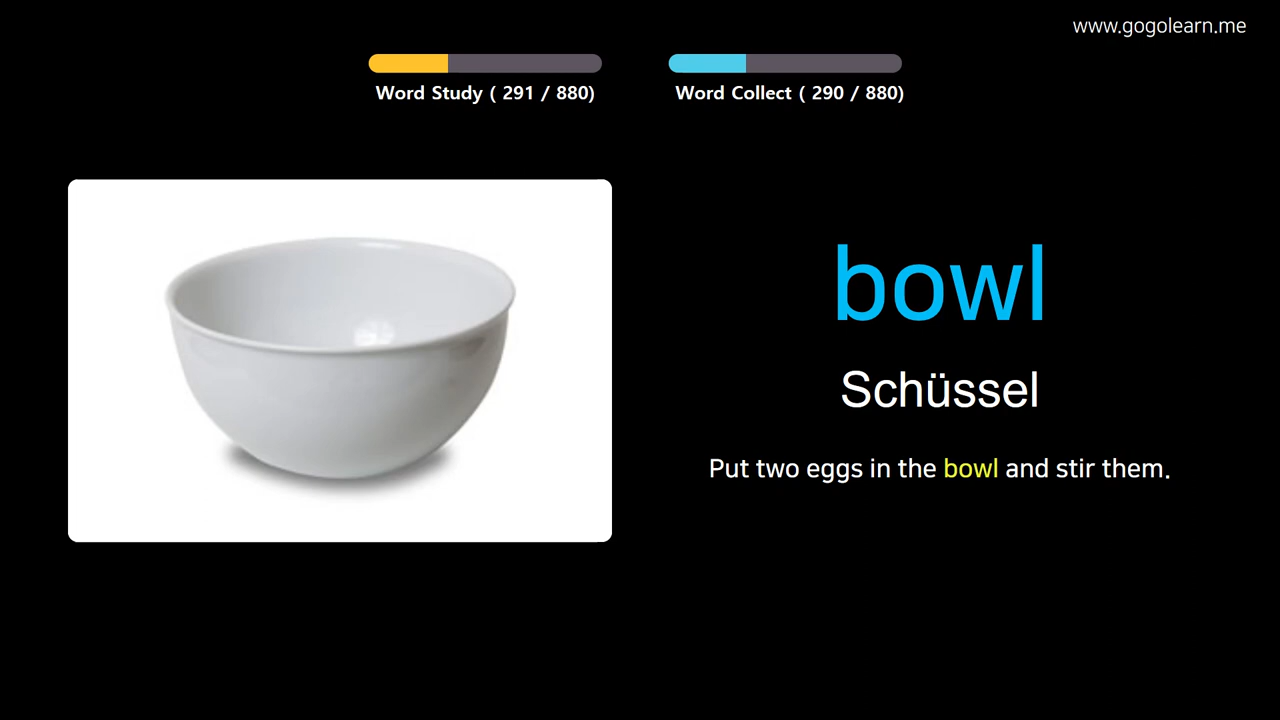 www.gogolearn.me
Word Study ( 291 / 880)
Word Collect ( 290 / 880)
bowl
Schüssel
Put two eggs in the bowl and stir them.